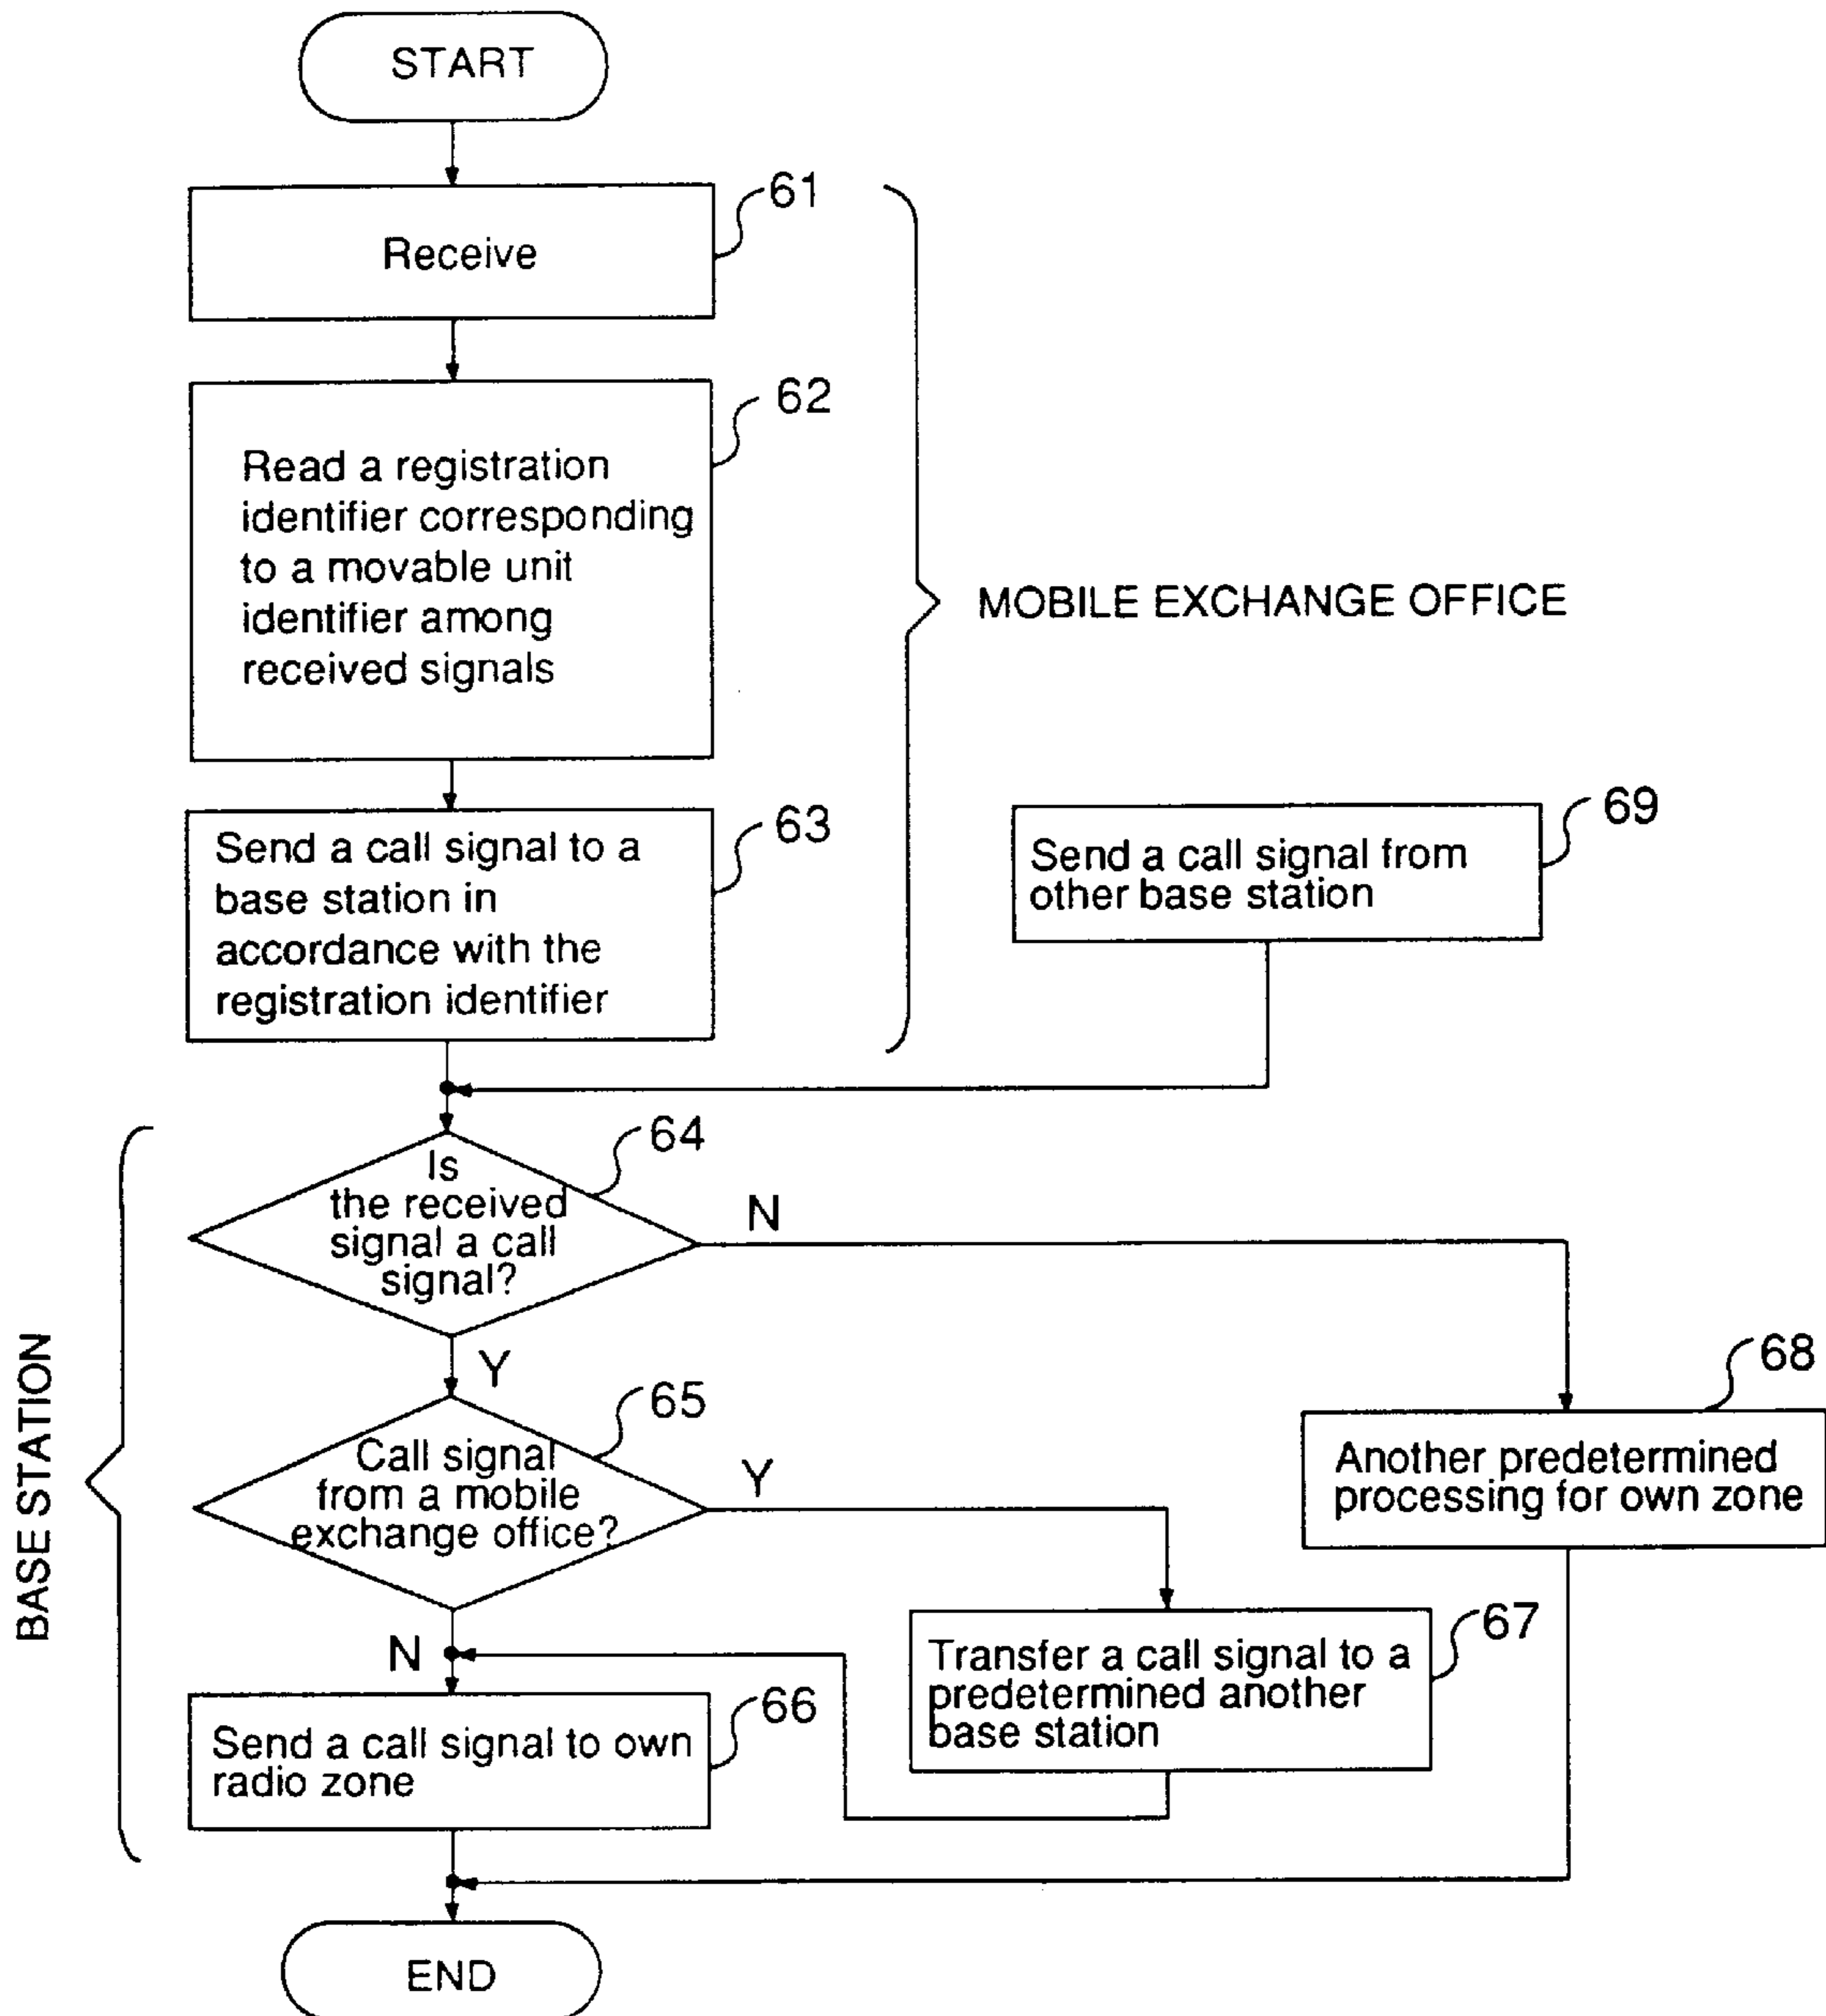 START
61
Receive
62
Read a registration
identifier corresponding
to a movable unit
identifier among
received signals
MOBILE EXCHANGE OFFICE
63
Send a call signal to a
base station in
accordance with the
registration identifier
69
Send a call signal from
other base station
BASE STATION
64
Is
the received
signal a call
signal?
N
Y
65
Call signal
from a mobile
exchange office?
Y
68
Another predetermined
processing for own zone
N
67
Transfer a call signal to a
predetermined another
base station
66
Send a call signal to own
radio zone
END